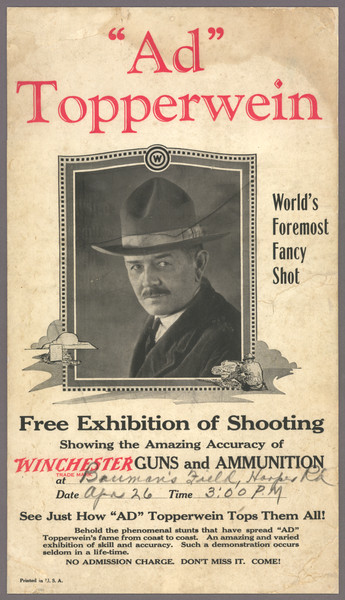 "Ad"
Topperwein
W
World's
Foremost
Fancy
Shot
Free Exhibition of Shooting
Showing the Amazing Accuracy of
WINCHESTER GUNS and AMMUNITION
TRADE MARK
at Bauman's Field, Harper Rd
Date Apr. 26 Time 3:00 P.M
See Just How "AD" Topperwein Tops Them All!
Behold the phenomenal stunts that have spread "AD"
Topperwein's fame from coast to coast. An amazing and varied
exhibition of skill and accuracy. Such a demonstration occurs
seldom in a life-time.
NO ADMISSION CHARGE. DON'T MISS IT. COME!
Printed in U. S. A.